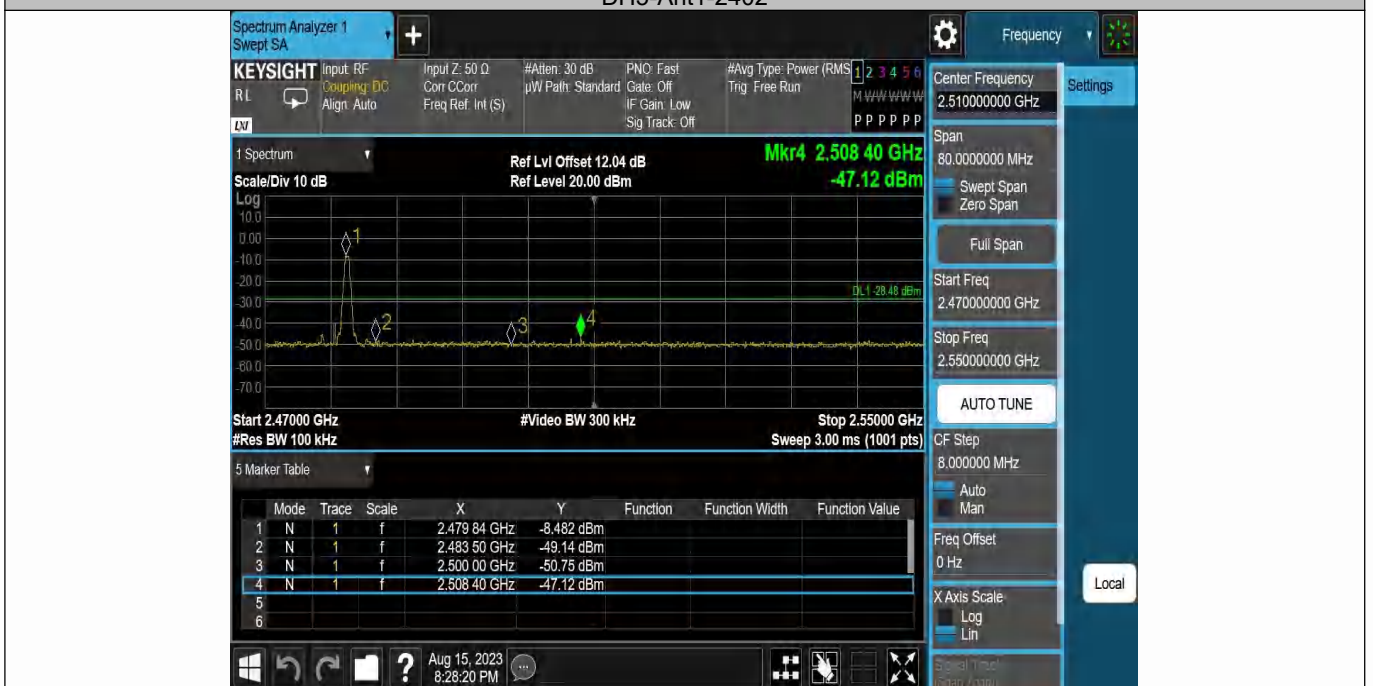 DH5-Ant1-2402
Spectrum Analyzer 1
Swept SA
+
Frequency
KEYSIGHT
RL
LXI
Input: RF
Coupling: DC
Align: Auto
Input Z: 50 Ω
Corr CCorr
Freq Ref: Int (S)
#Atten: 30 dB
µW Path: Standard
PNO: Fast
Gate: Off
IF Gain: Low
Sig Track: Off
#Avg Type: Power (RMS
Trig: Free Run
1 2 3 4 5 6
M W W W W W
P P P P P P
Center Frequency
2.510000000 GHz
Settings
Span
80.0000000 MHz
Swept Span
Zero Span
Full Span
Start Freq
2.470000000 GHz
Stop Freq
2.550000000 GHz
AUTO TUNE
CF Step
8.000000 MHz
Auto
Man
Freq Offset
0 Hz
X Axis Scale
Log
Lin
Local
1 Spectrum
Scale/Div 10 dB
Ref Lvl Offset 12.04 dB
Ref Level 20.00 dBm
Mkr4 2.508 40 GHz
-47.12 dBm
Log
10.0
0.00
-10.0
-20.0
-30.0
-40.0
-50.0
-60.0
-70.0
1
2
3
4
DL1 -28.48 dBm
Start 2.47000 GHz
#Video BW 300 kHz
Stop 2.55000 GHz
#Res BW 100 kHz
Sweep 3.00 ms (1001 pts)
5 Marker Table
Mode Trace Scale X Y Function Function Width Function Value
1 N 1 f 2.479 84 GHz -8.482 dBm
2 N 1 f 2.483 50 GHz -49.14 dBm
3 N 1 f 2.500 00 GHz -50.75 dBm
4 N 1 f 2.508 40 GHz -47.12 dBm
5
6
?
Aug 15, 2023
8:28:20 PM